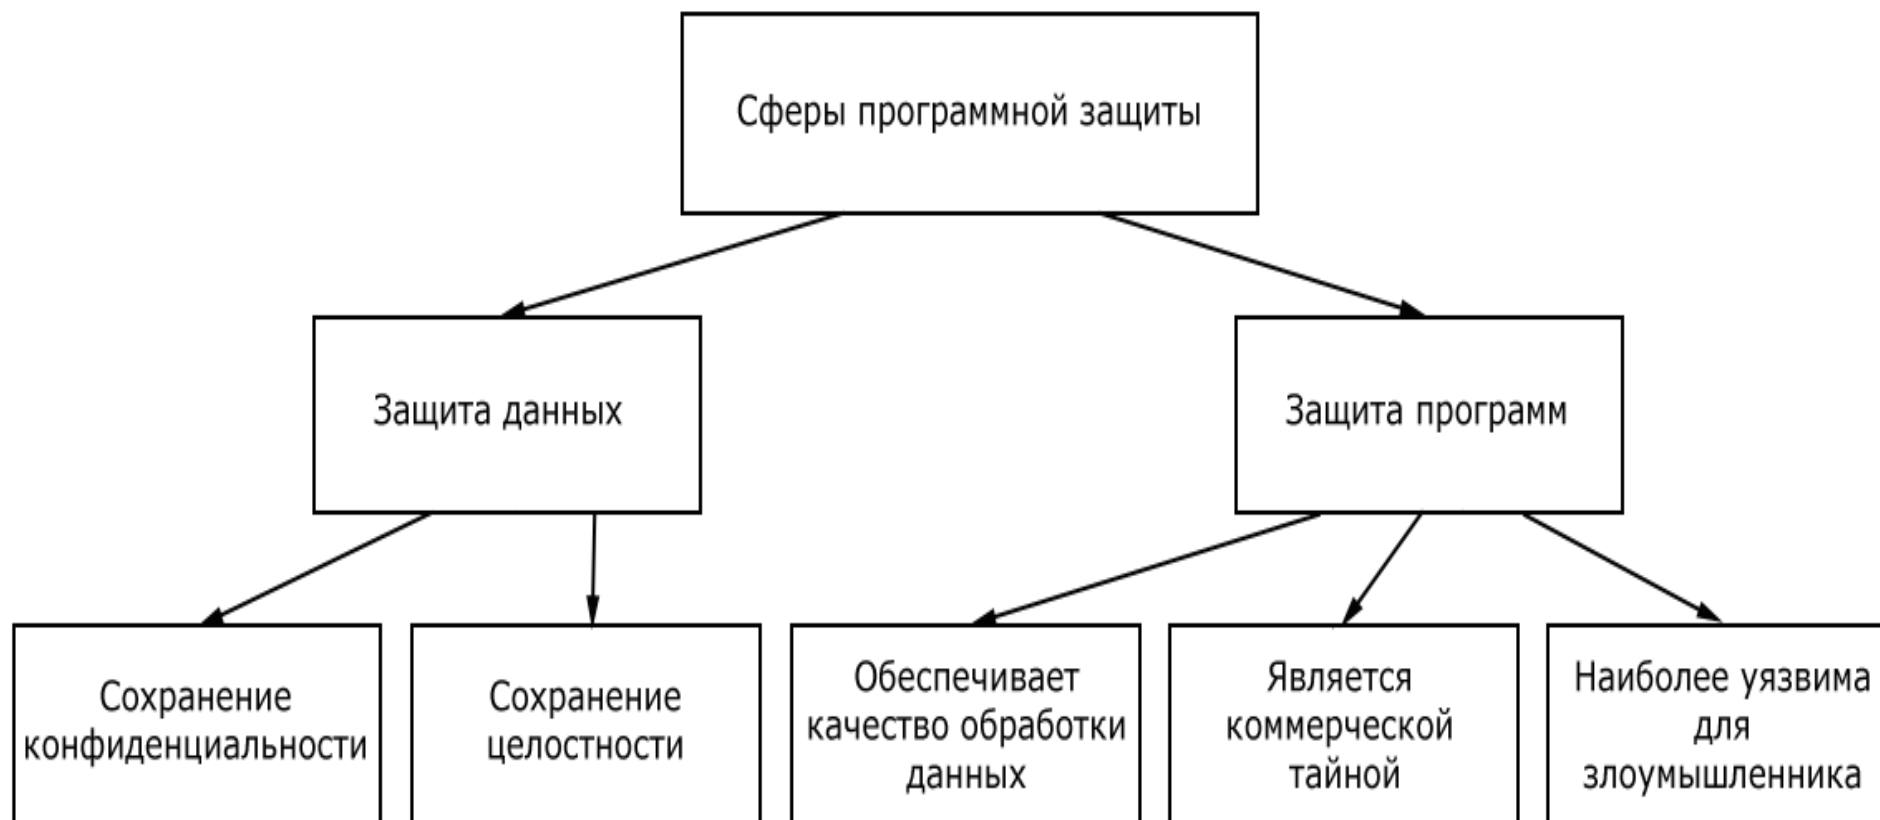 Сферы программной защиты
Защита данных
Защита программ
Сохранение
конфиденциальности
Сохранение
целостности
Обеспечивает
качество обработки
данных
Является
коммерческой
тайной
Наиболее уязвима
для
злоумышленника